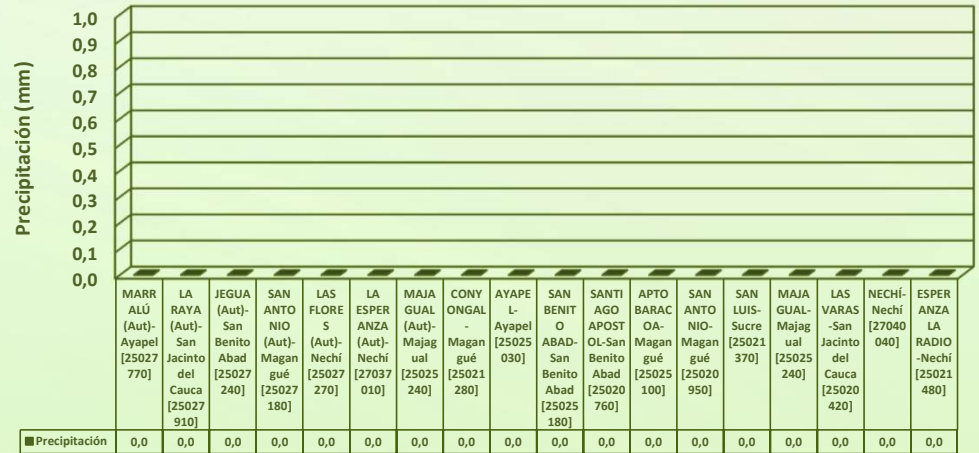 Precipitación (mm)
1,0
0,9
0,8
0,7
0,6
0,5
0,4
0,3
0,2
0,1
0,0
MARR
ALÚ
(Aut)-
Ayapel
[25027
770]
LA
RAYA
(Aut)-
San
Jacinto
del
Cauca
[25027
910]
JEGUA
(Aut)-
San
Benito
Abad
[25027
240]
SAN
ANTO
NIO
(Aut)-
Magan
gué
[25027
180]
LAS
FLORE
S
(Aut)-
Nechí
[25027
270]
LA
ESPER
ANZA
(Aut)-
Nechí
[27037
010]
MAJA
GUAL
(Aut)-
Majag
ual
[25025
240]
CONY
ONGAL
-
Magan
gué
[25021
280]
AYAPE
L-
Ayapel
[25025
030]
SAN
BENIT
O
ABAD-
San
Benito
Abad
[25025
180]
SANTI
AGO
APOST
OL-San
Benito
Abad
[25020
760]
APTO
BARAC
OA-
Magan
gué
[25025
100]
SAN
ANTO
NIO-
Magan
gué
[25020
950]
SAN
LUIS-
Sucre
[25021
370]
MAJA
GUAL-
Majag
ual
[25025
240]
LAS
VARAS
-San
Jacinto
del
Cauca
[25020
420]
NECHÍ-
Nechí
[27040
040]
ESPER
ANZA
LA
RADIO
-Nechí
[25021
480]
Precipitación 0,0 0,0 0,0 0,0 0,0 0,0 0,0 0,0 0,0 0,0 0,0 0,0 0,0 0,0 0,0 0,0 0,0 0,0